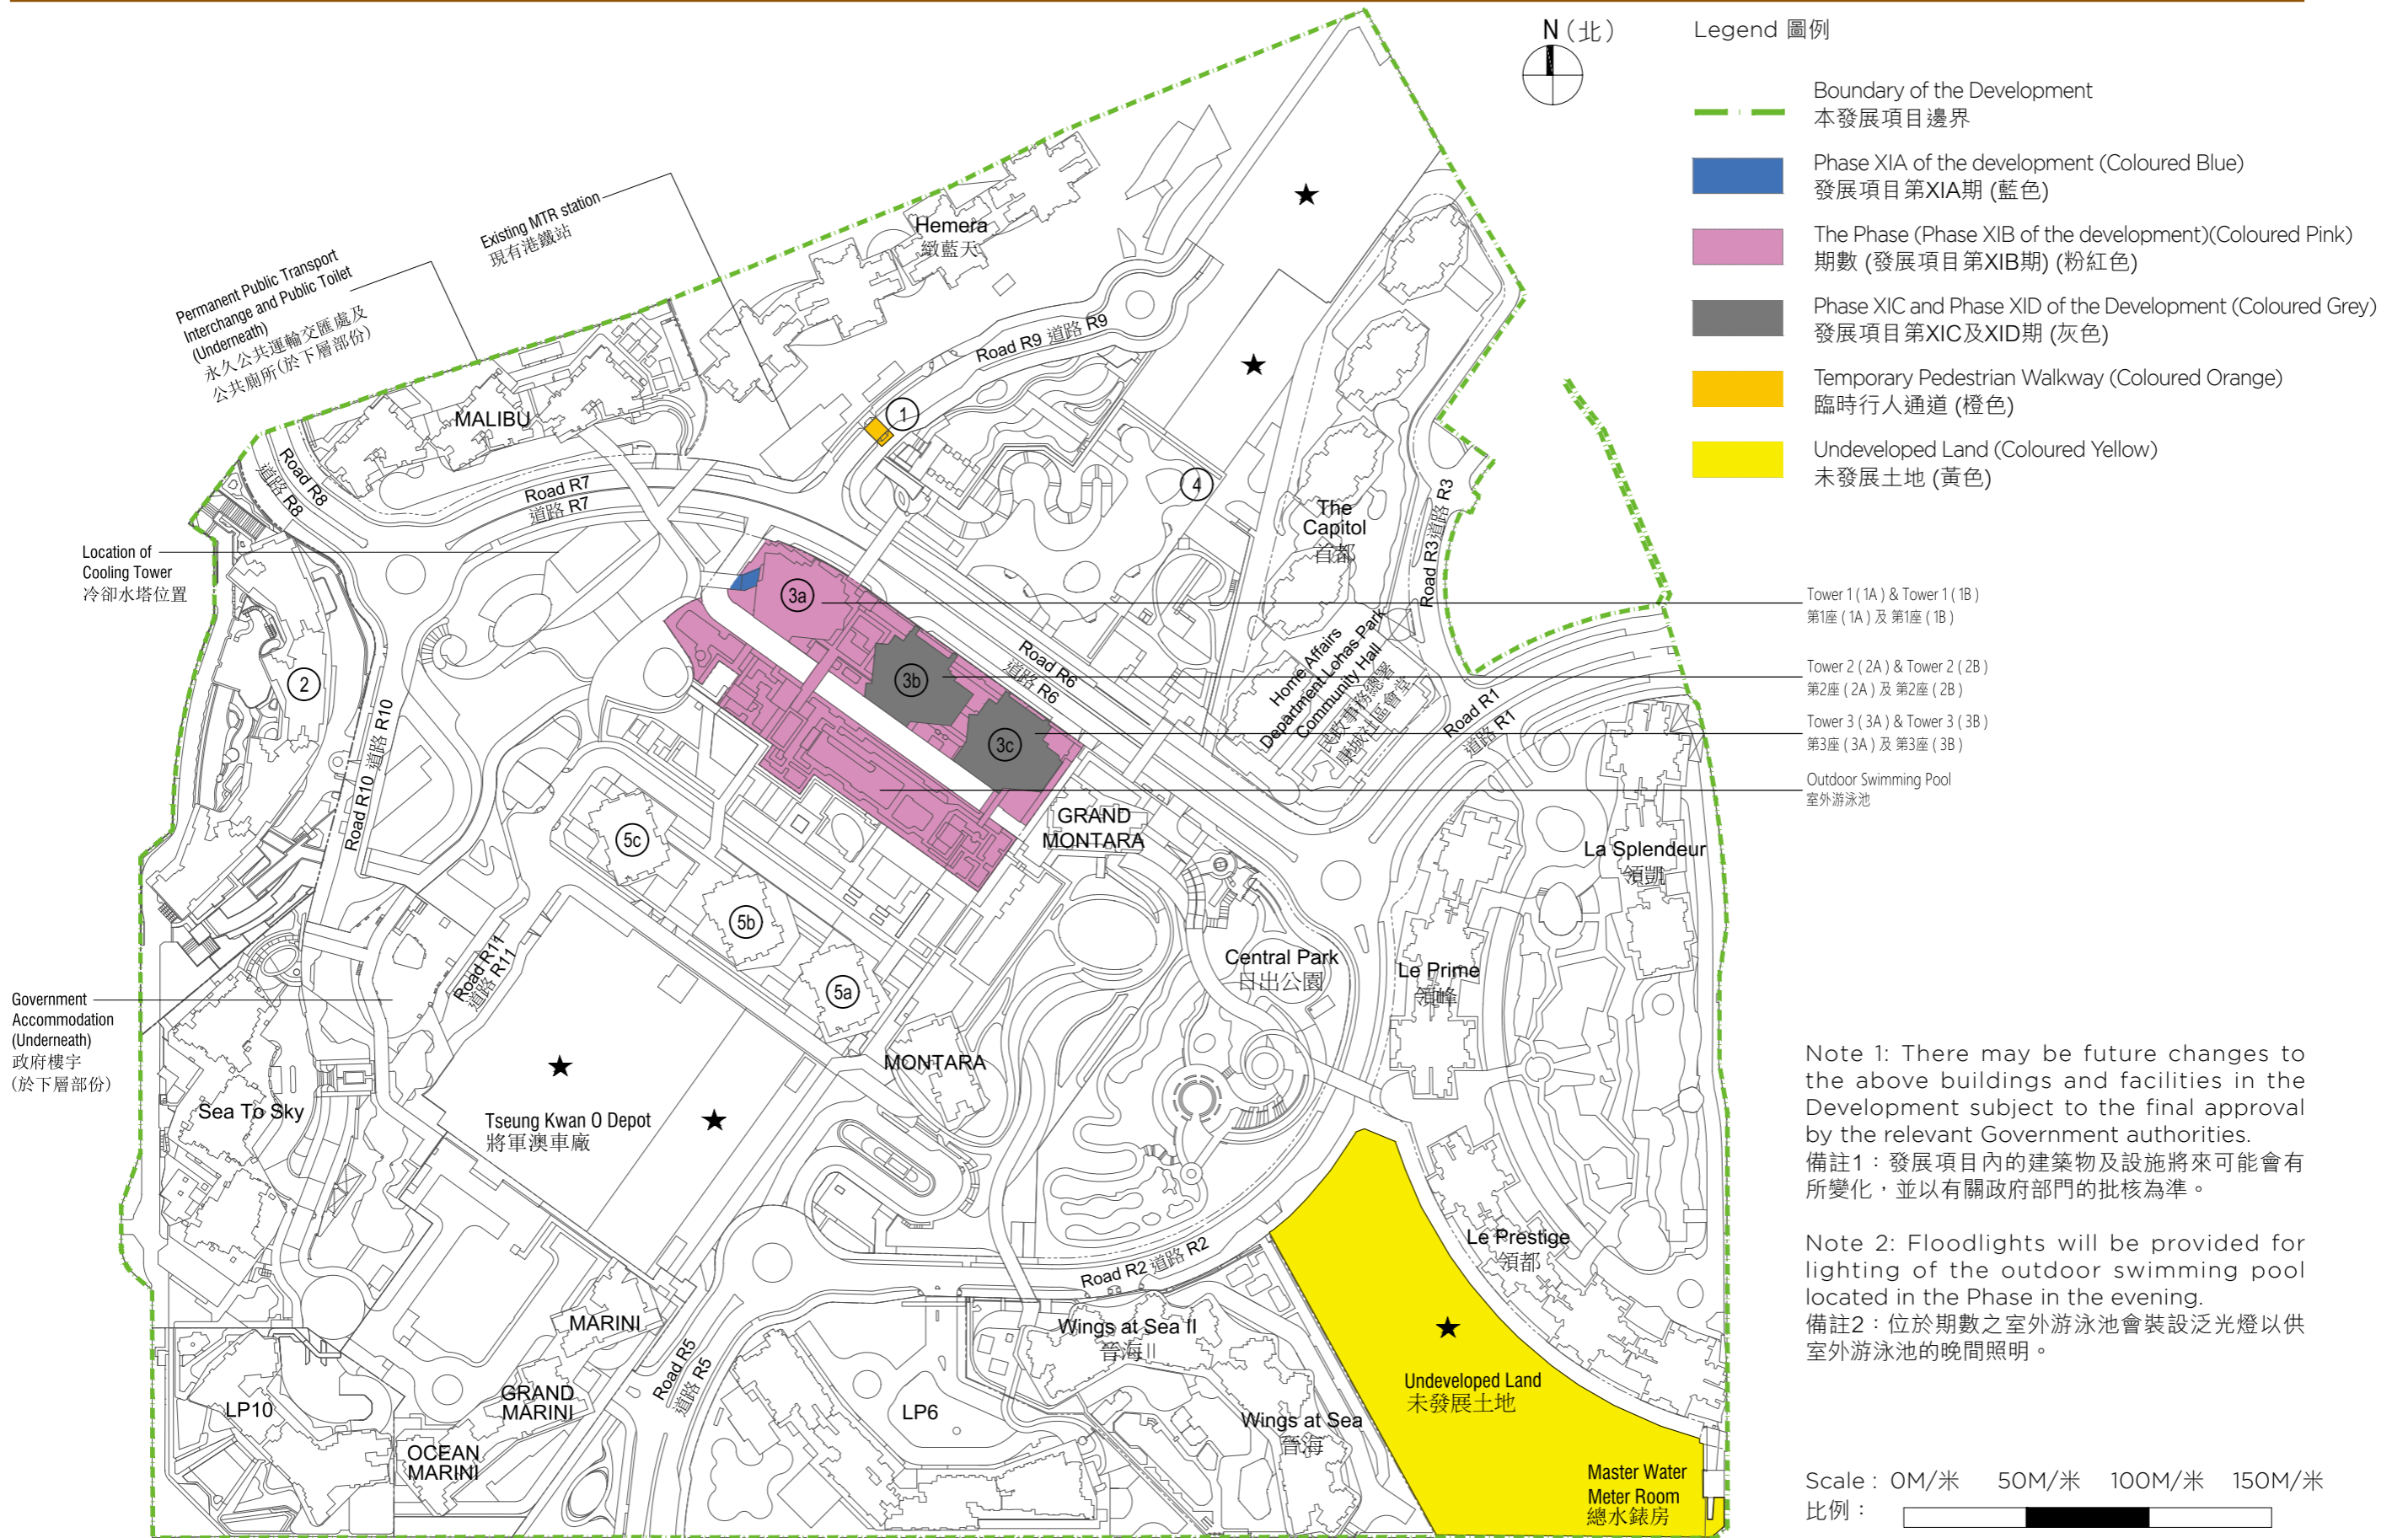 N (北)
Legend 圖例
Boundary of the Development
本發展項目邊界
Phase XIA of the development (Coloured Blue)
發展項目第XIA期 (藍色)
The Phase (Phase XIB of the development)(Coloured Pink)
期數 (發展項目第XIB期) (粉紅色)
Phase XIC and Phase XID of the Development (Coloured Grey)
發展項目第XIC及XID期 (灰色)
Temporary Pedestrian Walkway (Coloured Orange)
臨時行人通道 (橙色)
Undeveloped Land (Coloured Yellow)
未發展土地 (黃色)
Existing MTR station
現有港鐵站
Permanent Public Transport
Interchange and Public Toilet
(Underneath)
永久公共運輸交匯處及
公共廁所(於下層部份)
Hemera
緻藍天
Road R9 道路 R9
MALIBU
1
Road R8
道路 R8
Road R7
道路 R7
4
The
Capitol
首都
Road R3 道路 R3
Location of
Cooling Tower
冷卻水塔位置
2
3a
3b
3c
Road R6
道路 R6
Home Affairs
Department Lohas Park
Community Hall
民政事務總署
康城社區會堂
Road R1
道路 R1
Tower 1 ( 1A ) & Tower 1 ( 1B )
第1座 ( 1A ) 及 第1座 ( 1B )
Tower 2 ( 2A ) & Tower 2 ( 2B )
第2座 ( 2A ) 及 第2座 ( 2B )
Tower 3 ( 3A ) & Tower 3 ( 3B )
第3座 ( 3A ) 及 第3座 ( 3B )
Outdoor Swimming Pool
室外游泳池
Road R10 道路 R10
GRAND
MONTARA
La Splendeur
領凱
5c
5b
5a
Central Park
日出公園
Le Prime
領峰
Road R11
道路 R11
Government
Accommodation
(Underneath)
政府樓宇
(於下層部份)
MONTARA
Sea To Sky
Tseung Kwan O Depot
將軍澳車廠
Le Prestige
領都
Road R2 道路 R2
MARINI
Wings at Sea II
晉海II
Road R5
道路 R5
GRAND
MARINI
LP10
LP6
Wings at Sea
晉海
Undeveloped Land
未發展土地
OCEAN
MARINI
Master Water
Meter Room
總水錶房
Note 1: There may be future changes to
the above buildings and facilities in the
Development subject to the final approval
by the relevant Government authorities.
備註1：發展項目內的建築物及設施將來可能會有
所變化，並以有關政府部門的批核為準。
Note 2: Floodlights will be provided for
lighting of the outdoor swimming pool
located in the Phase in the evening.
備註2：位於期數之室外游泳池會裝設泛光燈以供
室外游泳池的晚間照明。
Scale : 0M/米 50M/米 100M/米 150M/米
比例：